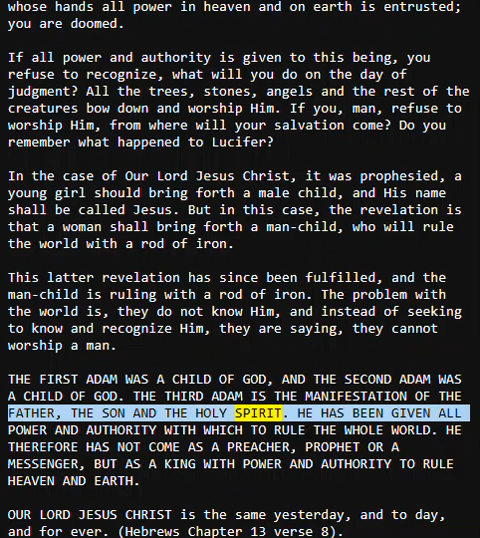 whose hands all power in heaven and on earth is entrusted;
you are doomed.
If all power and authority is given to this being, you
refuse to recognize, what will you do on the day of
judgment? All the trees, stones, angels and the rest of the
creatures bow down and worship Him. If you, man, refuse to
worship Him, from where will your salvation come? Do you
remember what happened to Lucifer?
In the case of Our Lord Jesus Christ, it was prophesied, a
young girl should bring forth a male child, and His name
shall be called Jesus. But in this case, the revelation is
that a woman shall bring forth a man-child, who will rule
the world with a rod of iron.
This latter revelation has since been fulfilled, and the
man-child is ruling with a rod of iron. The problem with
the world is, they do not know Him, and instead of seeking
to know and recognize Him, they are saying, they cannot
worship a man.
THE FIRST ADAM WAS A CHILD OF GOD, AND THE SECOND ADAM WAS
A CHILD OF GOD. THE THIRD ADAM IS THE MANIFESTATION OF THE
FATHER, THE SON AND THE HOLY SPIRIT. HE HAS BEEN GIVEN ALL
POWER AND AUTHORITY WITH WHICH TO RULE THE WHOLE WORLD. HE
THEREFORE HAS NOT COME AS A PREACHER, PROPHET OR A
MESSENGER, BUT AS A KING WITH POWER AND AUTHORITY TO RULE
HEAVEN AND EARTH.
OUR LORD JESUS CHRIST is the same yesterday, and to day,
and for ever. (Hebrews Chapter 13 verse 8).